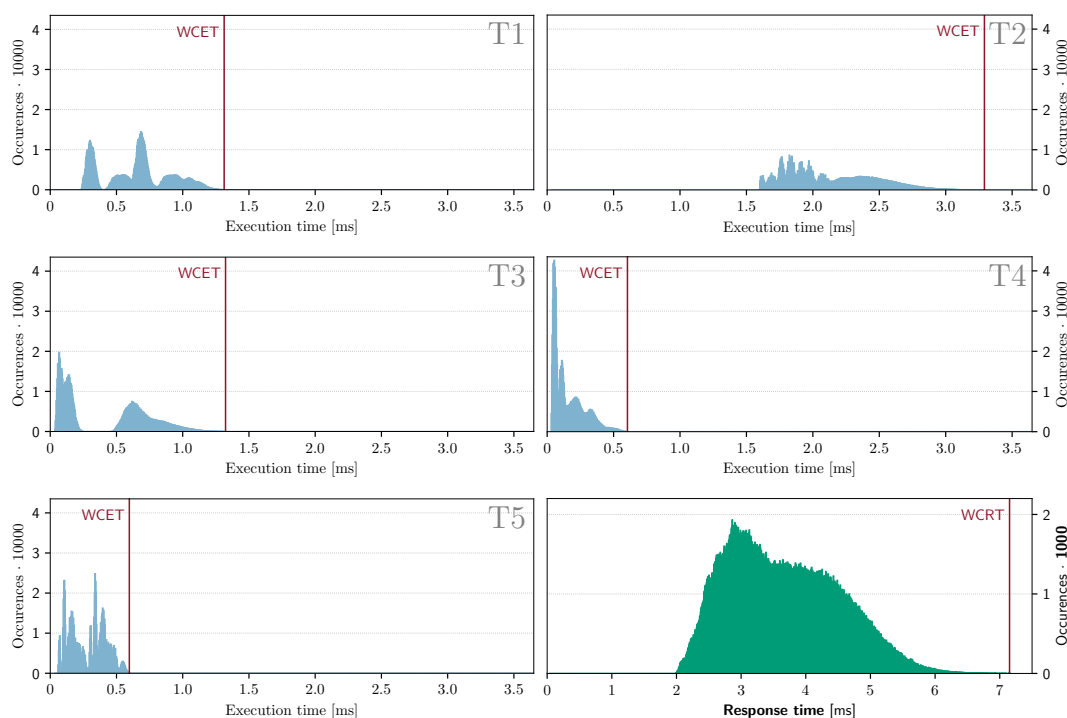 T1
WCET
Occurences · 10000
4
3
2
1
0
0 0.5 1.0 1.5 2.0 2.5 3.0 3.5
Execution time [ms]
T2
WCET
Occurences · 10000
4
3
2
1
0
0 0.5 1.0 1.5 2.0 2.5 3.0 3.5
Execution time [ms]
T3
WCET
Occurences · 10000
4
3
2
1
0
0 0.5 1.0 1.5 2.0 2.5 3.0 3.5
Execution time [ms]
T4
WCET
Occurences · 10000
4
3
2
1
0
0 0.5 1.0 1.5 2.0 2.5 3.0 3.5
Execution time [ms]
T5
WCET
Occurences · 10000
4
3
2
1
0
0 0.5 1.0 1.5 2.0 2.5 3.0 3.5
Execution time [ms]
WCRT
Occurences · 1000
2
1
0
0 1 2 3 4 5 6 7
Response time [ms]